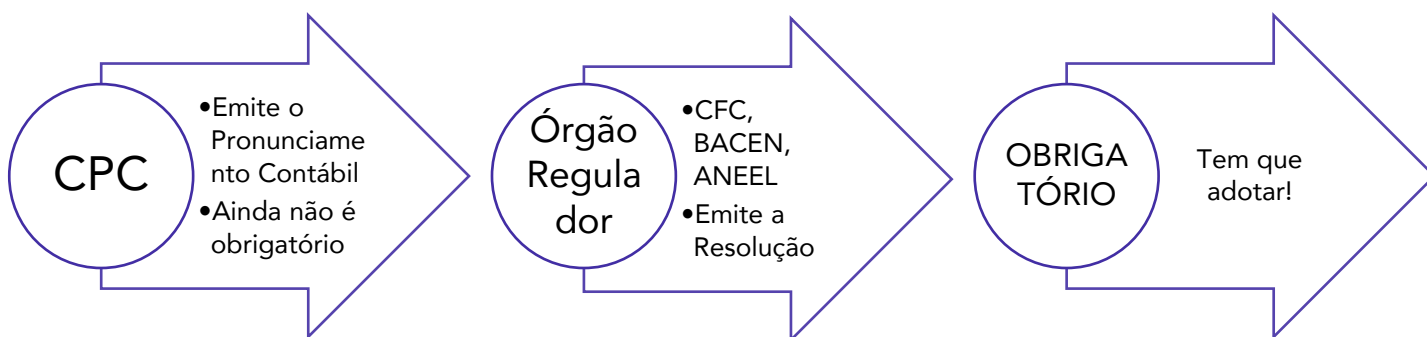 CPC
•Emite o
Pronunciame
nto Contábil
•Ainda não é
obrigatório
Órgão
Regula
dor
•CFC,
BACEN,
ANEEL
•Emite a
Resolução
OBRIGA
TÓRIO
Tem que
adotar!